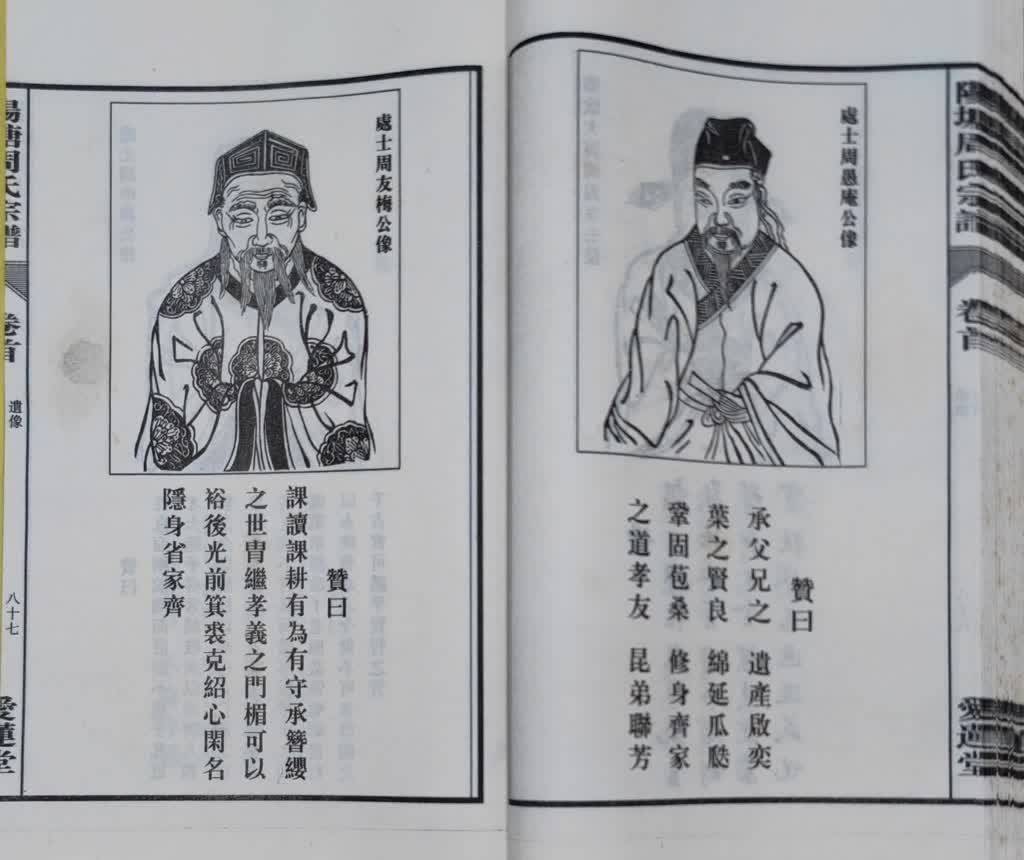 處士周愚庵公像
贊曰
承父兄之 遺產啟奕
葉之賢良 綿延瓜瓞
鞏固苞桑 修身齊家
之道孝友 昆弟聯芳
周氏宗譜
卷首
愛蓮堂
處士周友梅公像
贊曰
課讀課耕有為有守承簪纓
之世胄繼孝義之門楣可以
裕後光前箕裘克紹心閑名
隱身省家齊
塘周氏宗譜
卷首
遺像
八十七
愛蓮堂